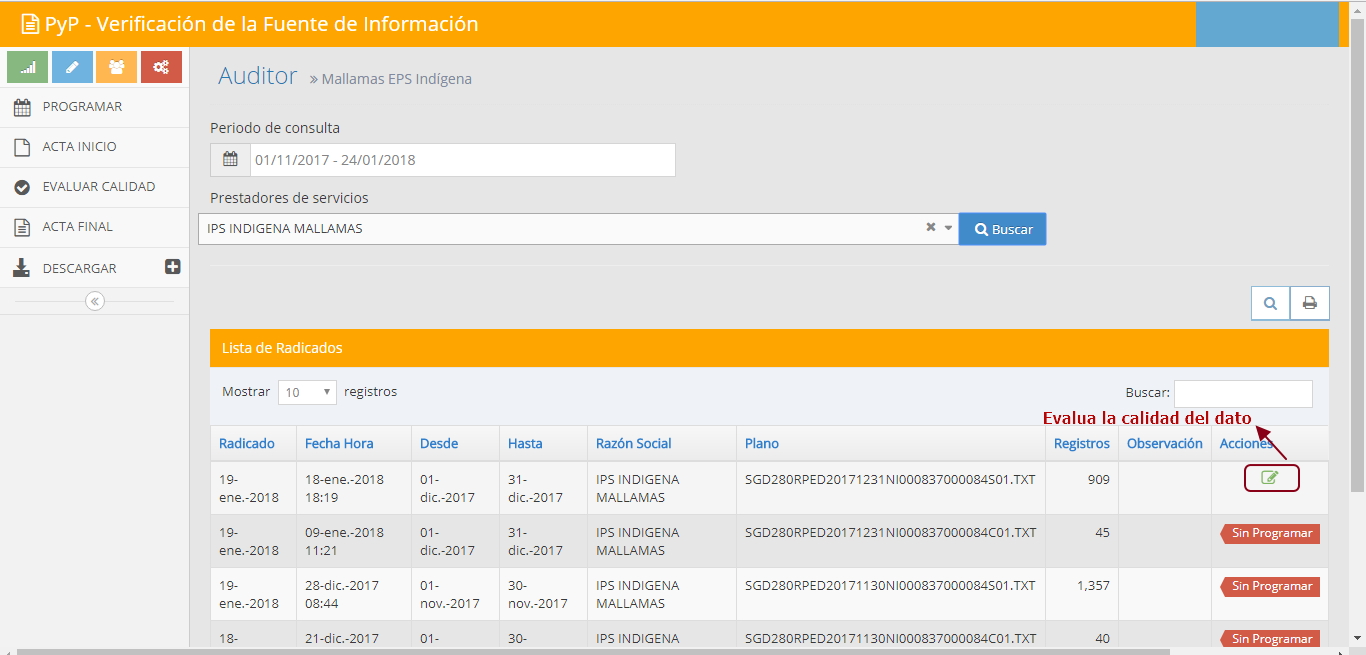 PyP - Verificación de la Fuente de Información
Auditor » Mallamas EPS Indígena
PROGRAMAR
ACTA INICIO
EVALUAR CALIDAD
ACTA FINAL
DESCARGAR
Periodo de consulta
01/11/2017 - 24/01/2018
Prestadores de servicios
IPS INDIGENA MALLAMAS
Buscar
Lista de Radicados
Mostrar 10 registros
Buscar:
Evalua la calidad del dato
Radicado Fecha Hora Desde Hasta Razón Social Plano Registros Observación Acciones
19- 18-ene.-2018 01- 31- IPS INDIGENA SGD280RPED20171231NI000837000084S01.TXT 909
ene.-2018 18:19 dic.-2017 dic.-2017 MALLAMAS
19- 09-ene.-2018 01- 31- IPS INDIGENA SGD280RPED20171231NI000837000084C01.TXT 45 Sin Programar
ene.-2018 11:21 dic.-2017 dic.-2017 MALLAMAS
19- 28-dic.-2017 01- 30- IPS INDIGENA SGD280RPED20171130NI000837000084S01.TXT 1,357 Sin Programar
ene.-2018 08:44 nov.-2017 nov.-2017 MALLAMAS
18- 21-dic.-2017 01- 30- IPS INDIGENA SGD280RPED20171130NI000837000084C01.TXT 40 Sin Programar